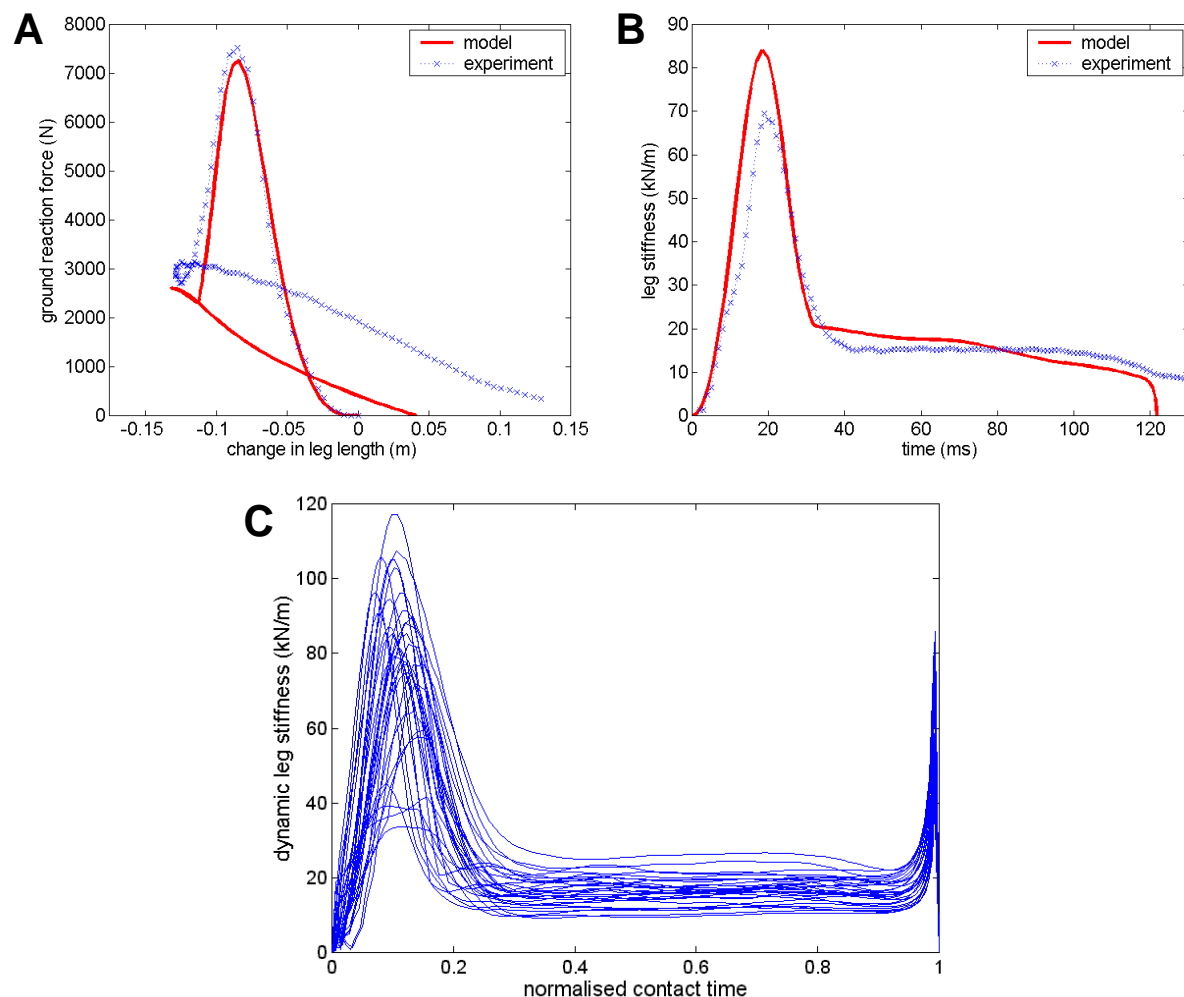 A
ground reaction force (N)
8000
7000
6000
5000
4000
3000
2000
1000
0
model
experiment
-0.15 -0.1 -0.05 0 0.05 0.1 0.15
change in leg length (m)
B
leg stiffness (kN/m)
90
80
70
60
50
40
30
20
10
0
model
experiment
0 20 40 60 80 100 120
time (ms)
C
dynamic leg stiffness (kN/m)
120
100
80
60
40
20
0
0 0.2 0.4 0.6 0.8 1
normalised contact time